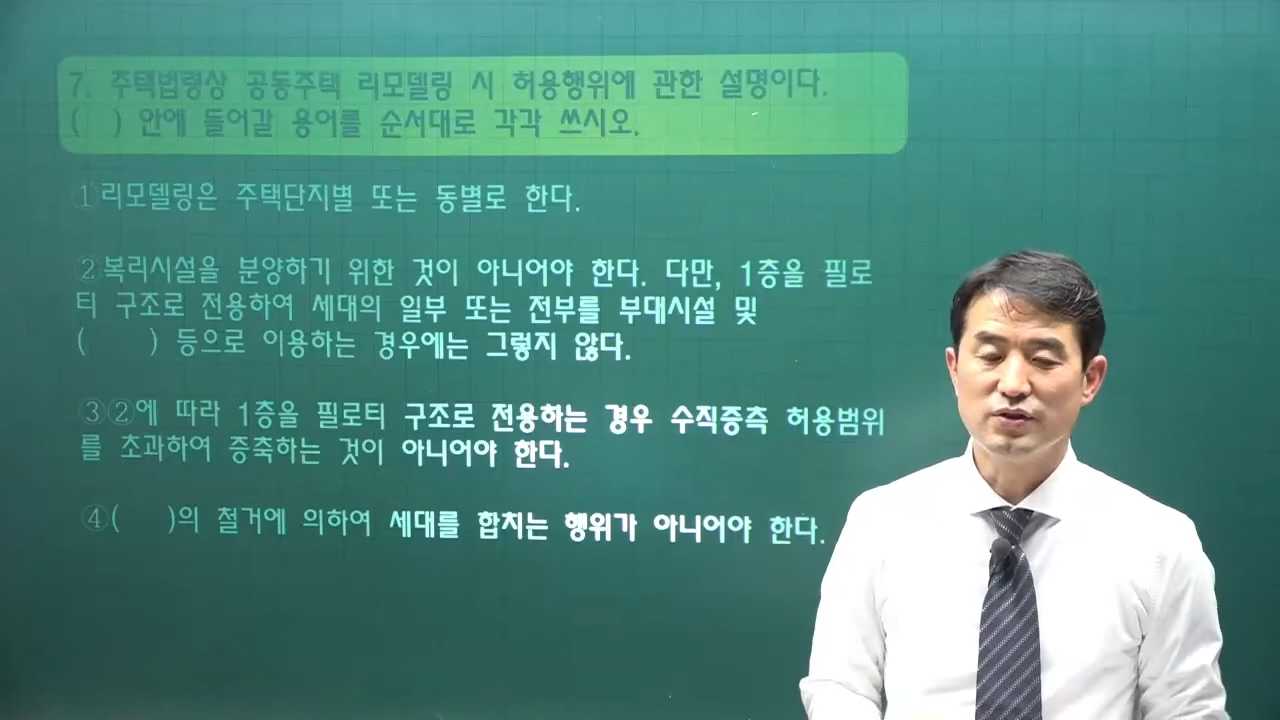 7. 주택법령상 공동주택 리모델링 시 허용행위에 관한 설명이다.
( ) 안에 들어갈 용어를 순서대로 각각 쓰시오.
①리모델링은 주택단지별 또는 동별로 한다.
②복리시설을 분양하기 위한 것이 아니어야 한다. 다만, 1층을 필로
티 구조로 전용하여 세대의 일부 또는 전부를 부대시설 및
( ) 등으로 이용하는 경우에는 그렇지 않다.
③②에 따라 1층을 필로티 구조로 전용하는 경우 수직증축 허용범위
를 초과하여 증축하는 것이 아니어야 한다.
④( )의 철거에 의하여 세대를 합치는 행위가 아니어야 한다.